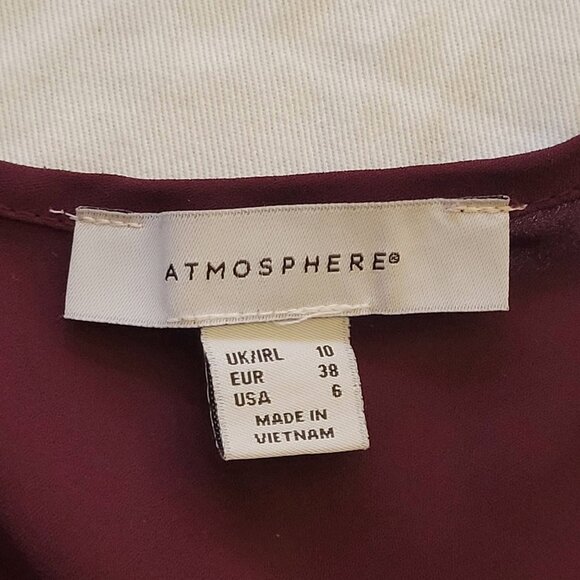 ATMOSPHERE®
UK/IRL 10
EUR 38
USA 6
MADE IN
VIETNAM